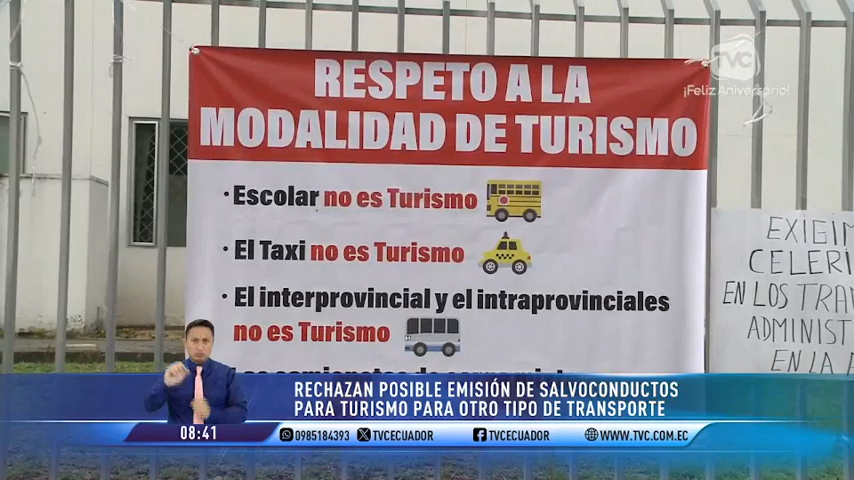 TVC
¡Feliz Aniversario!
RESPETO A LA
MODALIDAD DE TURISMO
· Escolar no es Turismo
· El Taxi no es Turismo
· El interprovincial y el intraprovinciales
no es Turismo
EXIGIM
CELERI
EN LOS TRA
ADMINIST
EN LA
RECHAZAN POSIBLE EMISIÓN DE SALVOCONDUCTOS
PARA TURISMO PARA OTRO TIPO DE TRANSPORTE
08:41
0985184393 TVCECUADOR TVCECUADOR WWW.TVC.COM.EC